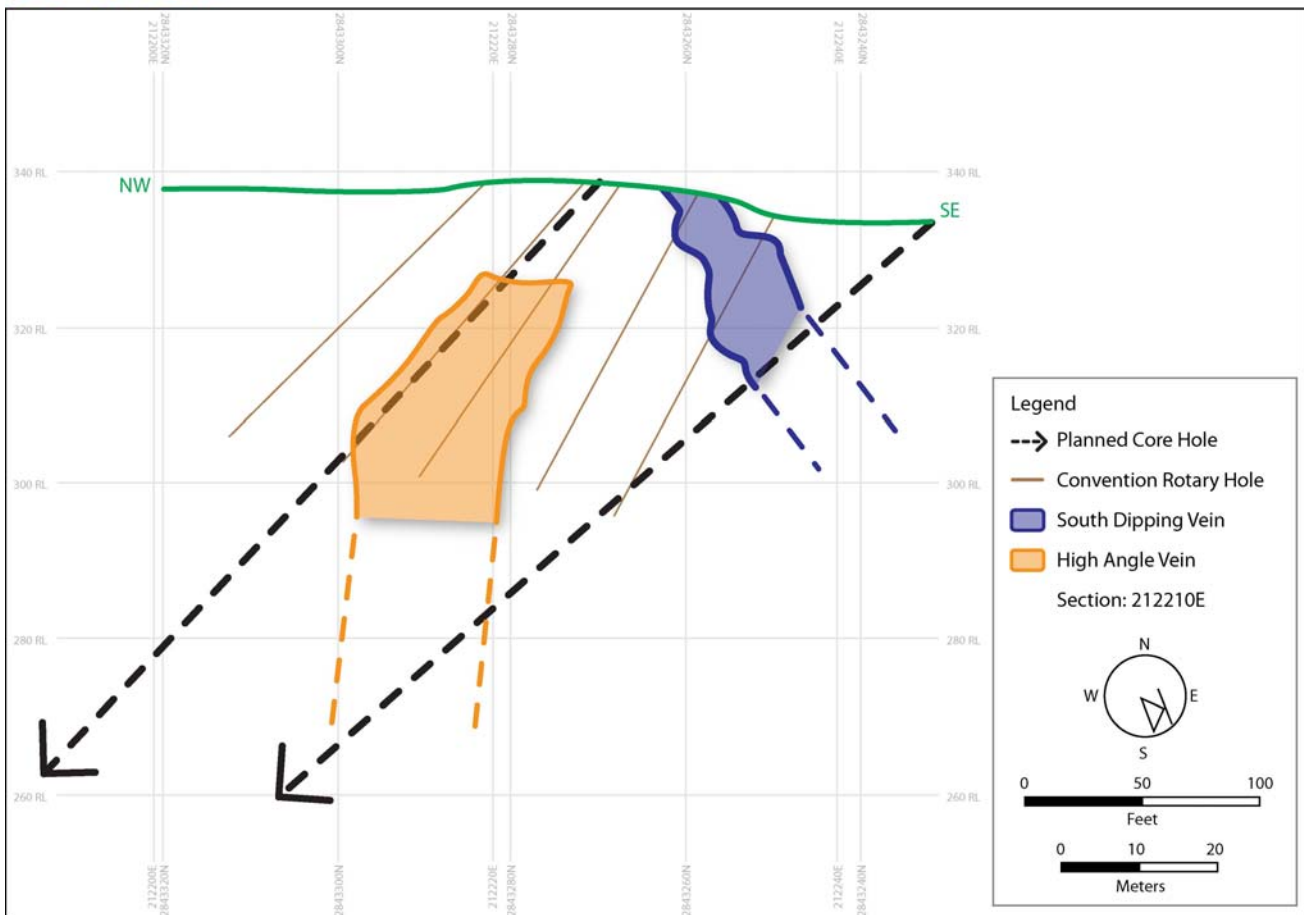 2843320N
212200E
2843300N
2843280N
212220E
2843260N
2843240N
212240E
340 RL
340 RL
NW
SE
320 RL
320 RL
300 RL
300 RL
280 RL
280 RL
260 RL
260 RL
2843320N
212200E
2843300N
2843280N
212220E
2843260N
2843240N
212240E
Legend
Planned Core Hole
Convention Rotary Hole
South Dipping Vein
High Angle Vein
Section: 212210E
N
W
E
S
0 50 100
Feet
0 10 20
Meters